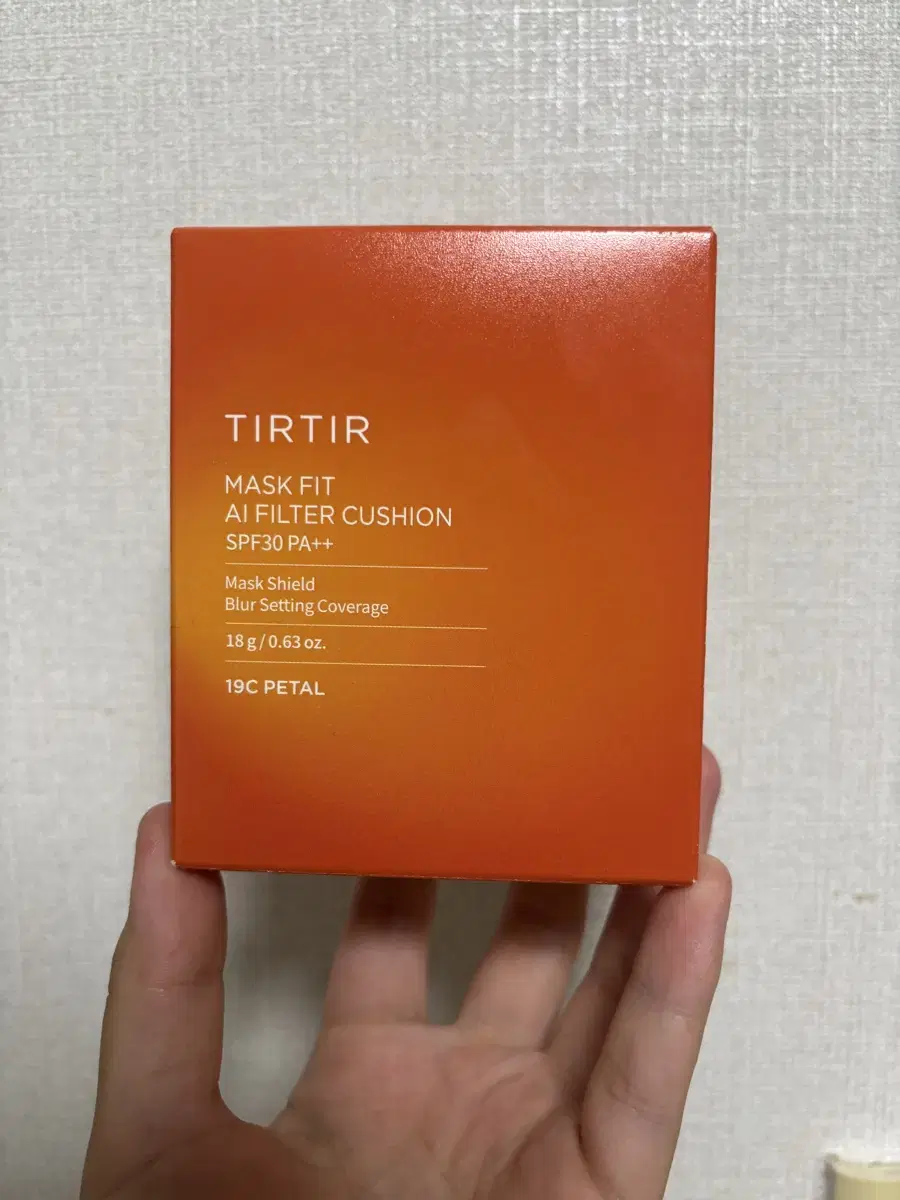 TIRTIR
MASK FIT
AI FILTER CUSHION
SPF30 PA++
Mask Shield
Blur Setting Coverage
18 g / 0.63 oz.
19C PETAL